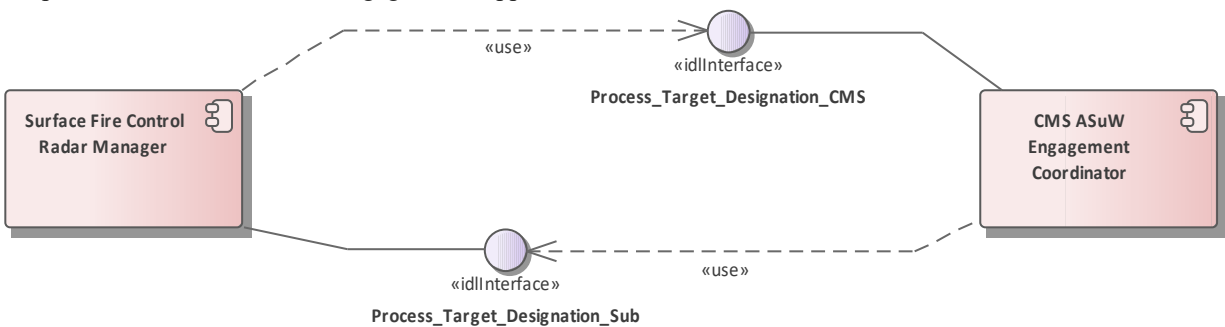 «use»
«idlInterface»
Process_Target_Designation_CMS
Surface Fire Control
Radar Manager
CMS ASuW
Engagement
Coordinator
«use»
«idlInterface»
Process_Target_Designation_Sub